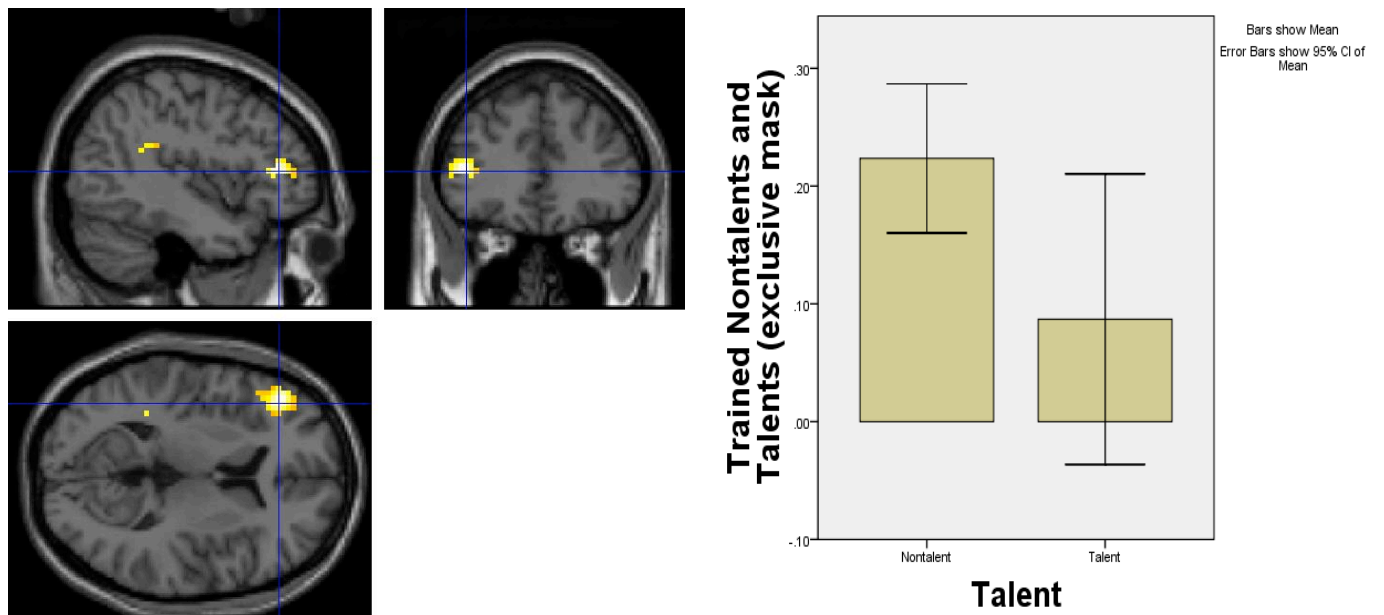 Bars show Mean
Error Bars show 95% CI of
Mean
Trained Nontalents and
Talents (exclusive mask)
.30
.20
.10
.00
-.10
Nontalent
Talent
Talent